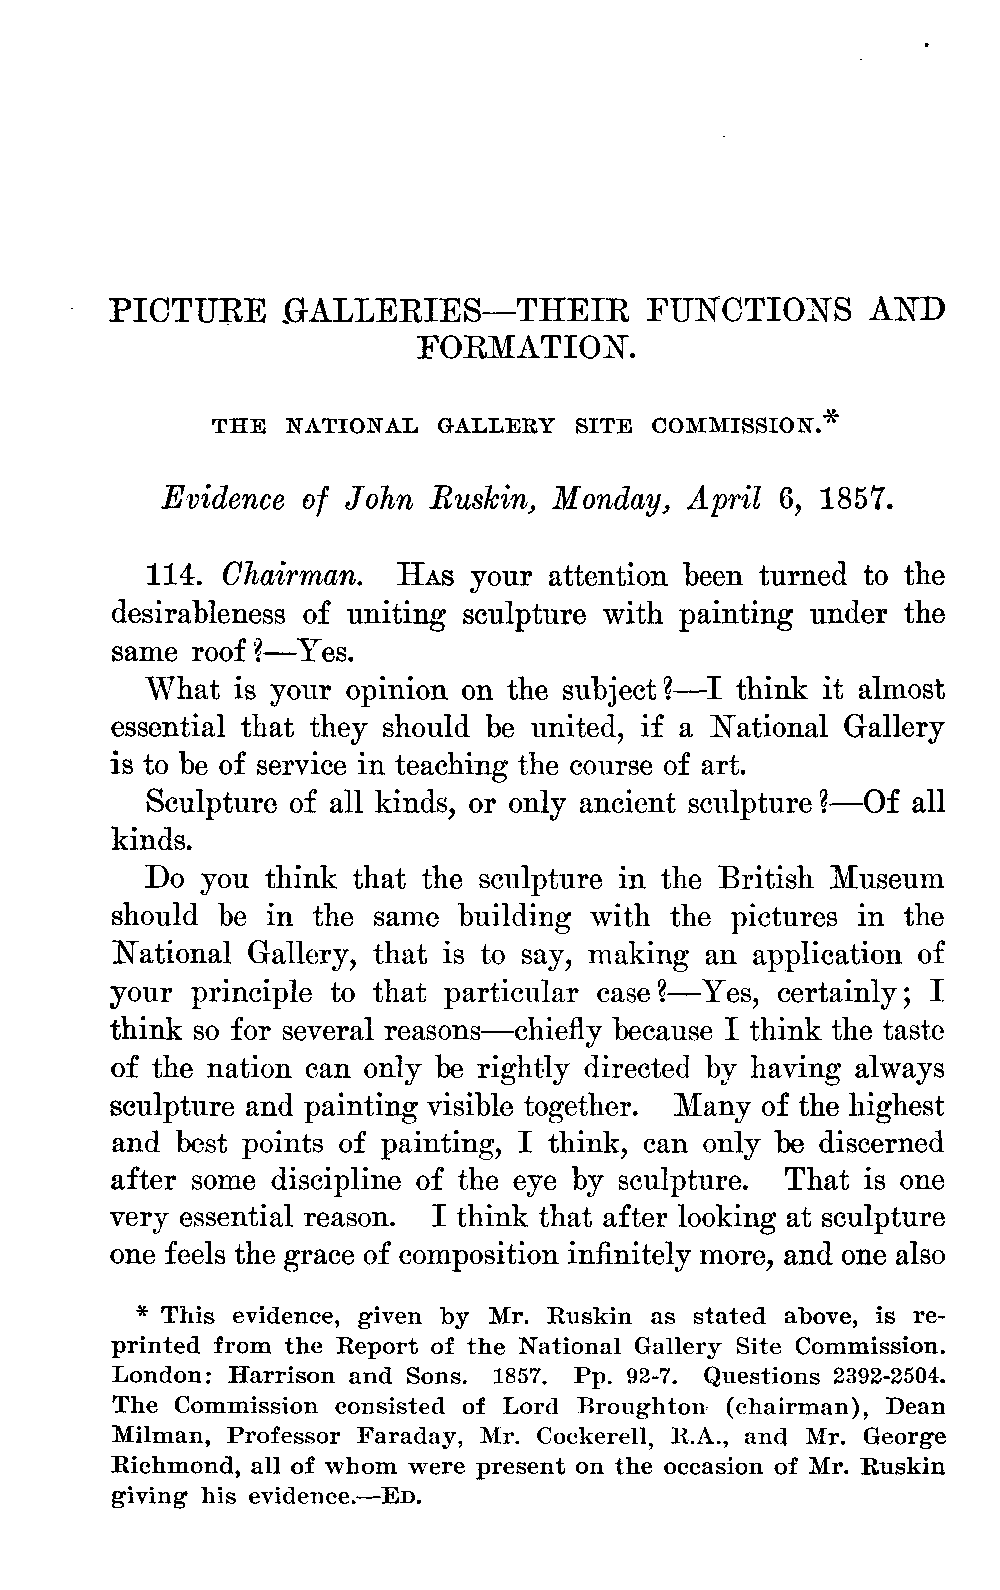 PICTURE GALLERIES—THEIR FUNCTIONS AND
FORMATION.
THE NATIONAL GALLERY SITE COMMISSION.*
Evidence of John Ruskin, Monday, April 6, 1857.
114. Chairman. HAS your attention been turned to the
desirableness of uniting sculpture with painting under the
same roof?—Yes.
What is your opinion on the subject?—I think it almost
essential that they should be united, if a National Gallery
is to be of service in teaching the course of art.
Sculpture of all kinds, or only ancient sculpture?—Of all
kinds.
Do you think that the sculpture in the British Museum
should be in the same building with the pictures in the
National Gallery, that is to say, making an application of
your principle to that particular case?—Yes, certainly; I
think so for several reasons—chiefly because I think the taste
of the nation can only be rightly directed by having always
sculpture and painting visible together. Many of the highest
and best points of painting, I think, can only be discerned
after some discipline of the eye by sculpture. That is one
very essential reason. I think that after looking at sculpture
one feels the grace of composition infinitely more, and one also
* This evidence, given by Mr. Ruskin as stated above, is re-
printed from the Report of the National Gallery Site Commission.
London: Harrison and Sons. 1857. Pp. 92-7. Questions 2392-2504.
The Commission consisted of Lord Broughton (chairman), Dean
Milman, Professor Faraday, Mr. Cockerell, R.A., and Mr. George
Richmond, all of whom were present on the occasion of Mr. Ruskin
giving his evidence.—ED.